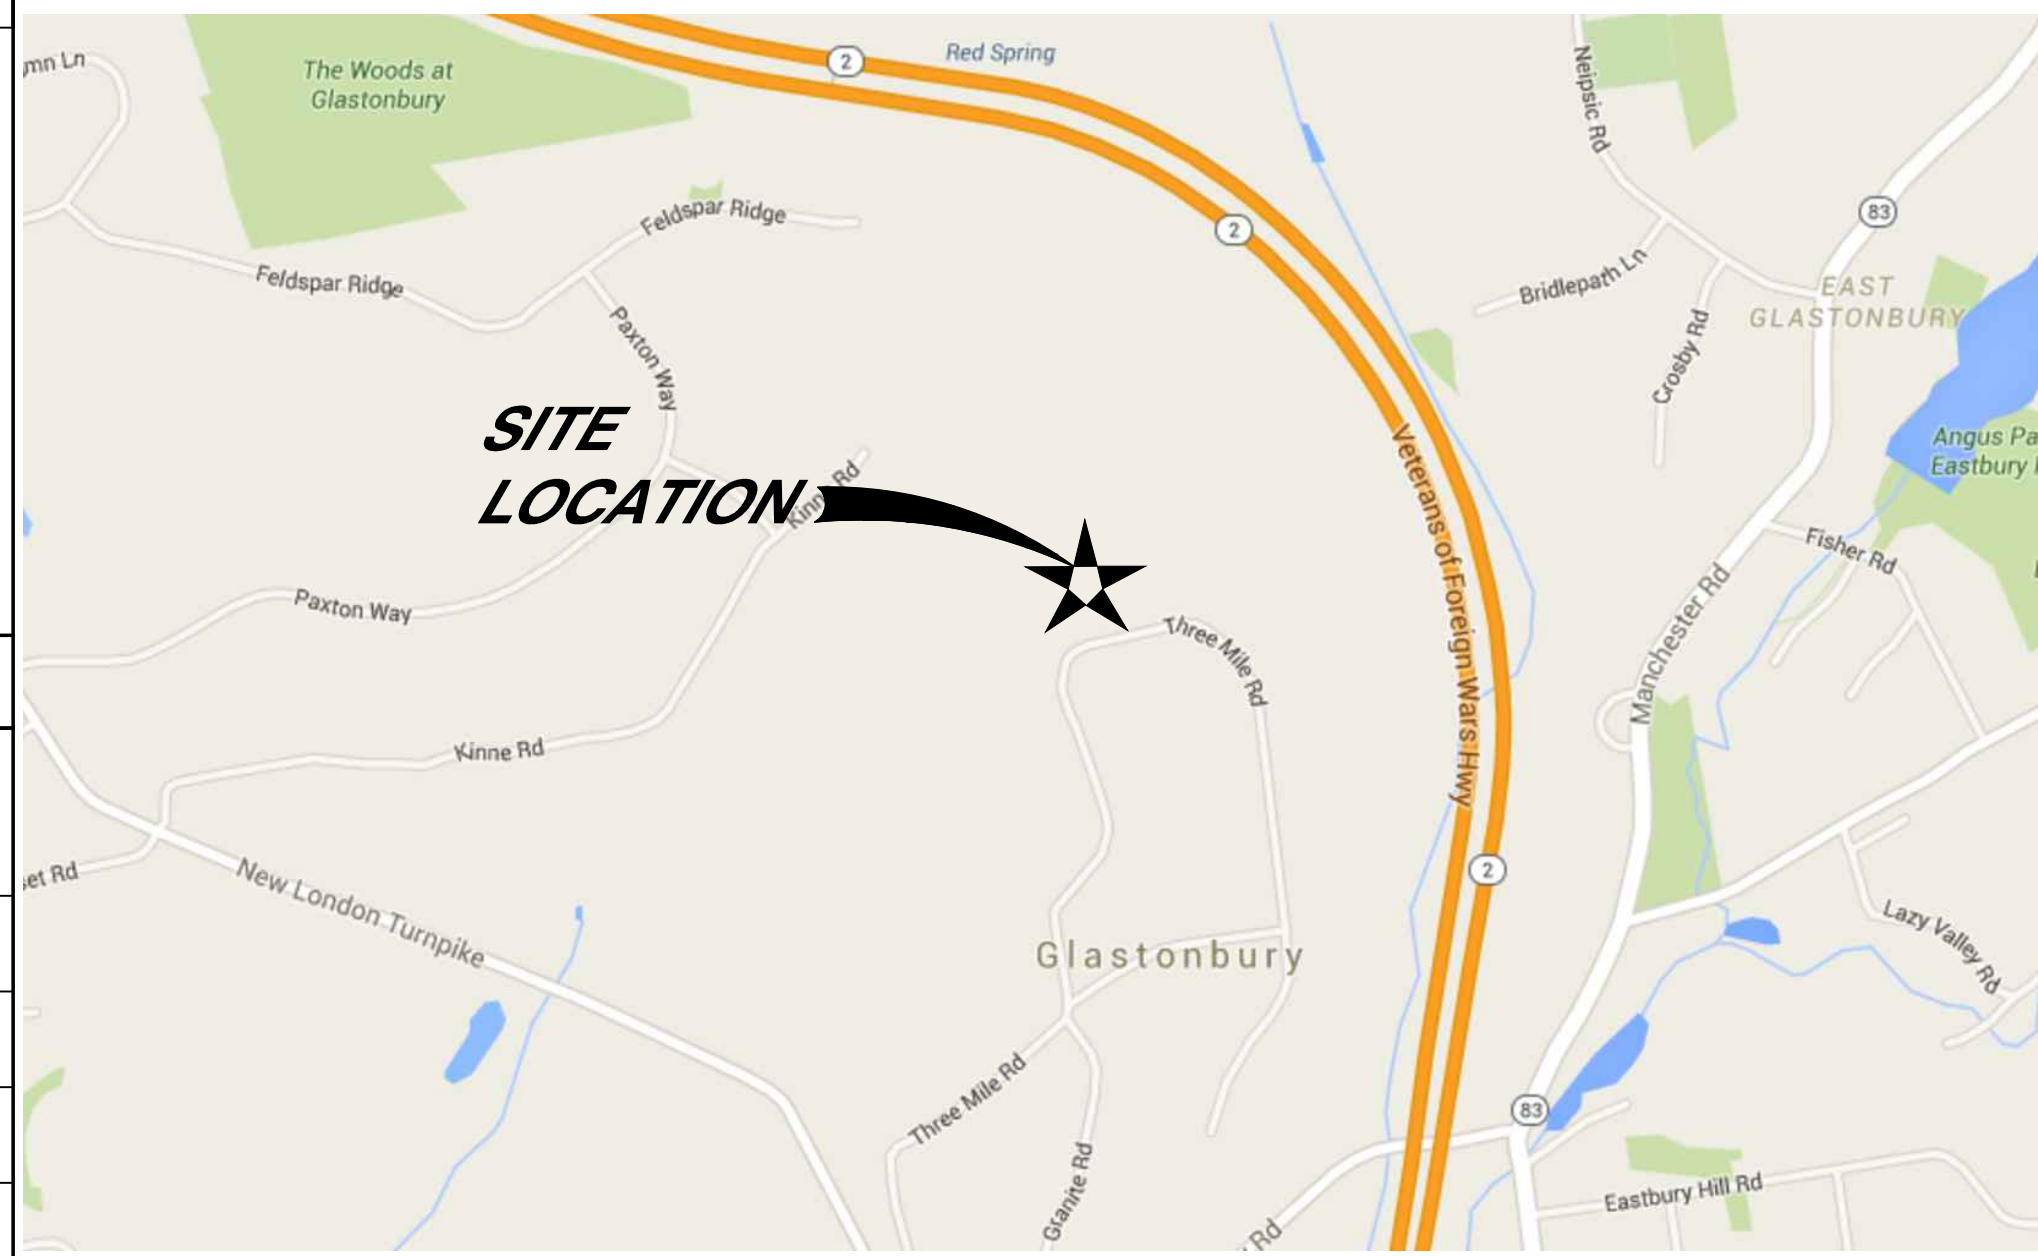 Red Spring
2
The Woods at
Glastonbury
Neipsic Rd
83
2
Feldspar Ridge
Feldspar Ridge
Bridlepath Ln
EAST
GLASTONBURY
Paxton Way
Crosby Rd
SITE
LOCATION
Kinne Rd
Veterans of Foreign Wars Hwy
Fisher Rd
Manchester Rd
Paxton Way
Three Mile Rd
Kinne Rd
2
New London Turnpike
Lazy Valley Rd
Glastonbury
Three Mile Rd
83
Granite Rd
Eastbury Hill Rd
Rd
Angus
Eastbury
Ln
Rd